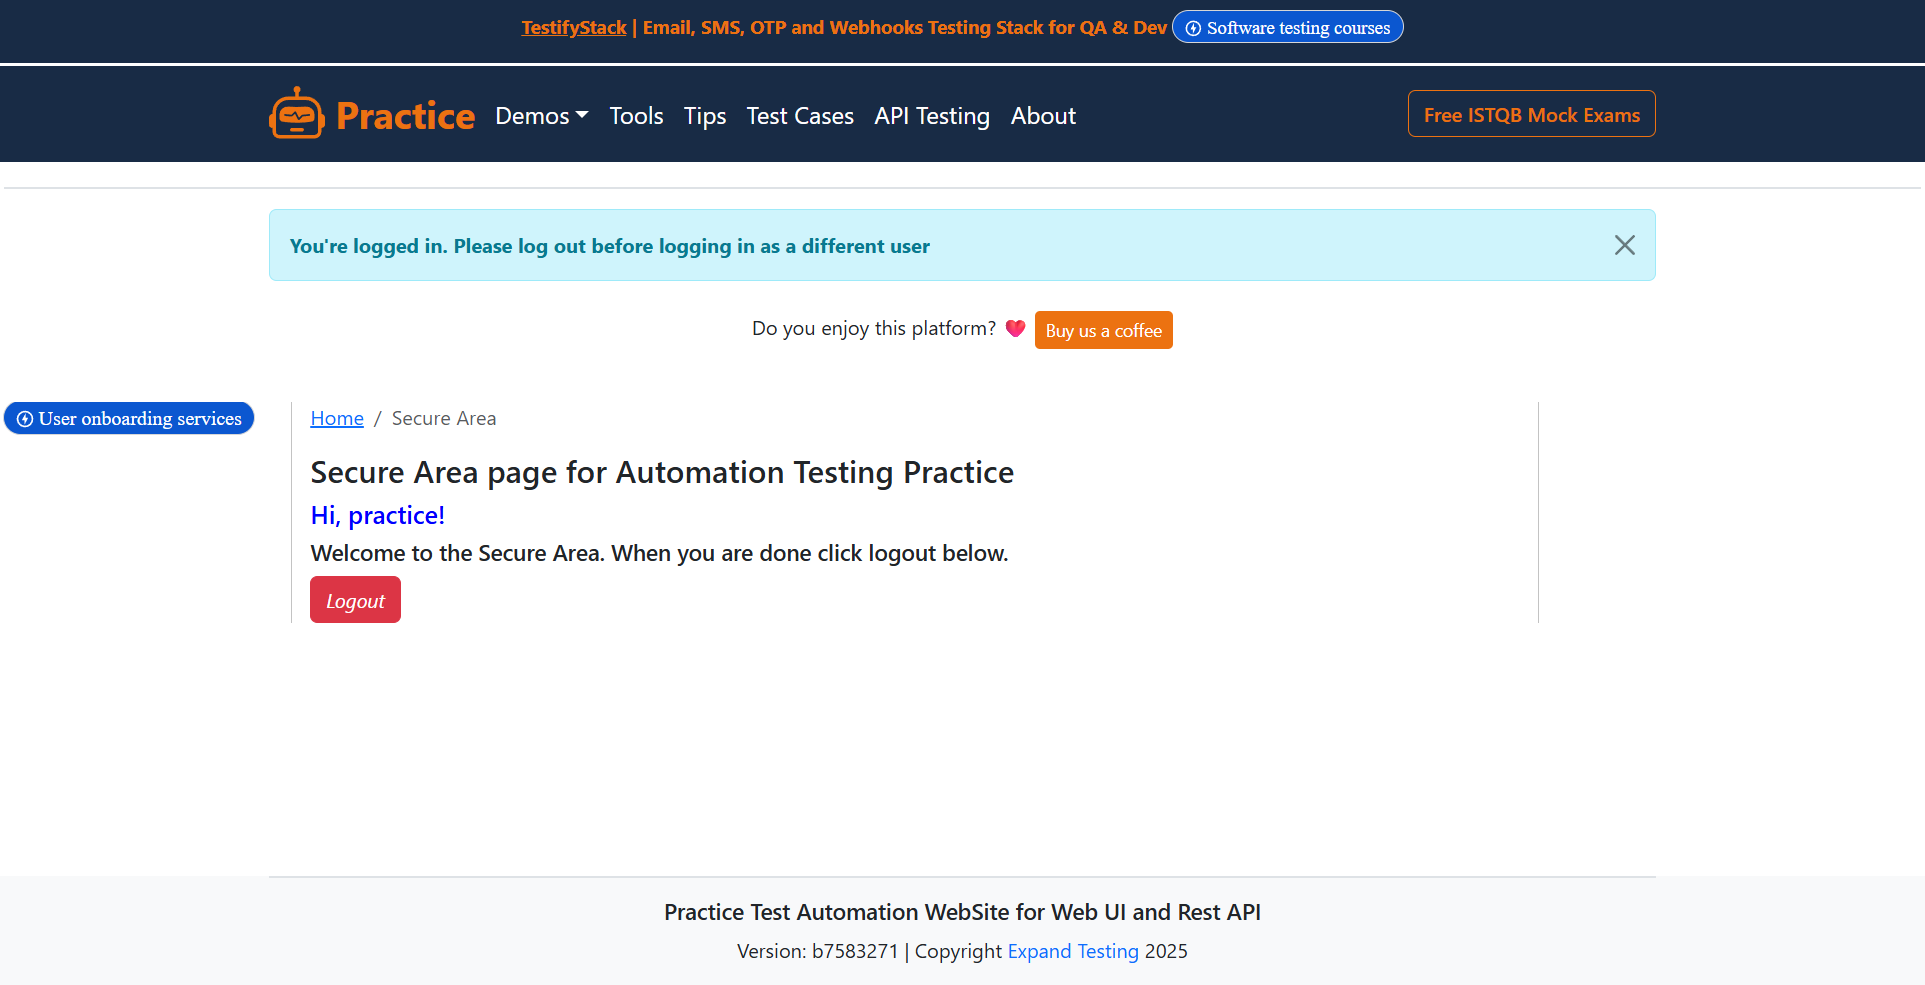 TestifyStack | Email, SMS, OTP and Webhooks Testing Stack for QA & Dev Software testing courses
Practice Demos Tools Tips Test Cases API Testing About Free ISTQB Mock Exams
You're logged in. Please log out before logging in as a different user
Do you enjoy this platform? Buy us a coffee
User onboarding services
Home / Secure Area
Secure Area page for Automation Testing Practice
Hi, practice!
Welcome to the Secure Area. When you are done click logout below.
Logout
Practice Test Automation WebSite for Web UI and Rest API
Version: b7583271 | Copyright Expand Testing 2025